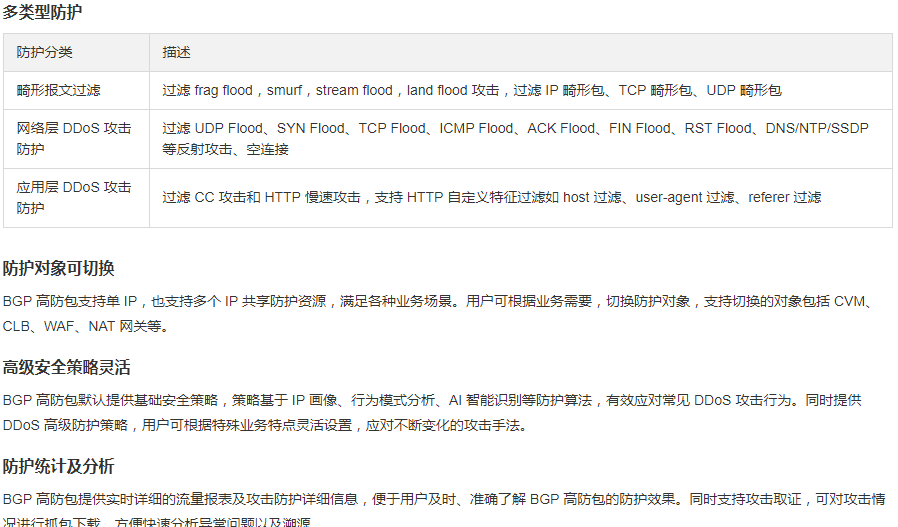 多类型防护
防护分类
描述
畸形报文过滤
过滤 frag flood，smurf，stream flood，land flood 攻击，过滤 IP 畸形包、TCP 畸形包、UDP 畸形包
网络层 DDoS 攻击
防护
过滤 UDP Flood、SYN Flood、TCP Flood、ICMP Flood、ACK Flood、FIN Flood、RST Flood、DNS/NTP/SSDP
等反射攻击、空连接
应用层 DDoS 攻击
防护
过滤 CC 攻击和 HTTP 慢速攻击，支持 HTTP 自定义特征过滤如 host 过滤、user-agent 过滤、referer 过滤
防护对象可切换
BGP 高防包支持单 IP，也支持多个 IP 共享防护资源，满足各种业务场景。用户可根据业务需要，切换防护对象，支持切换的对象包括 CVM、
CLB、WAF、NAT 网关等。
高级安全策略灵活
BGP 高防包默认提供基础安全策略，策略基于 IP 画像、行为模式分析、AI 智能识别等防护算法，有效应对常见 DDoS 攻击行为。同时提供
DDoS 高级防护策略，用户可根据特殊业务特点灵活设置，应对不断变化的攻击手法。
防护统计及分析
BGP 高防包提供实时详细的流量报表及攻击防护详细信息，便于用户及时、准确了解 BGP 高防包的防护效果。同时支持攻击取证，可对攻击情
况进行抓包下载，方便快速分析异常问题以及溯源